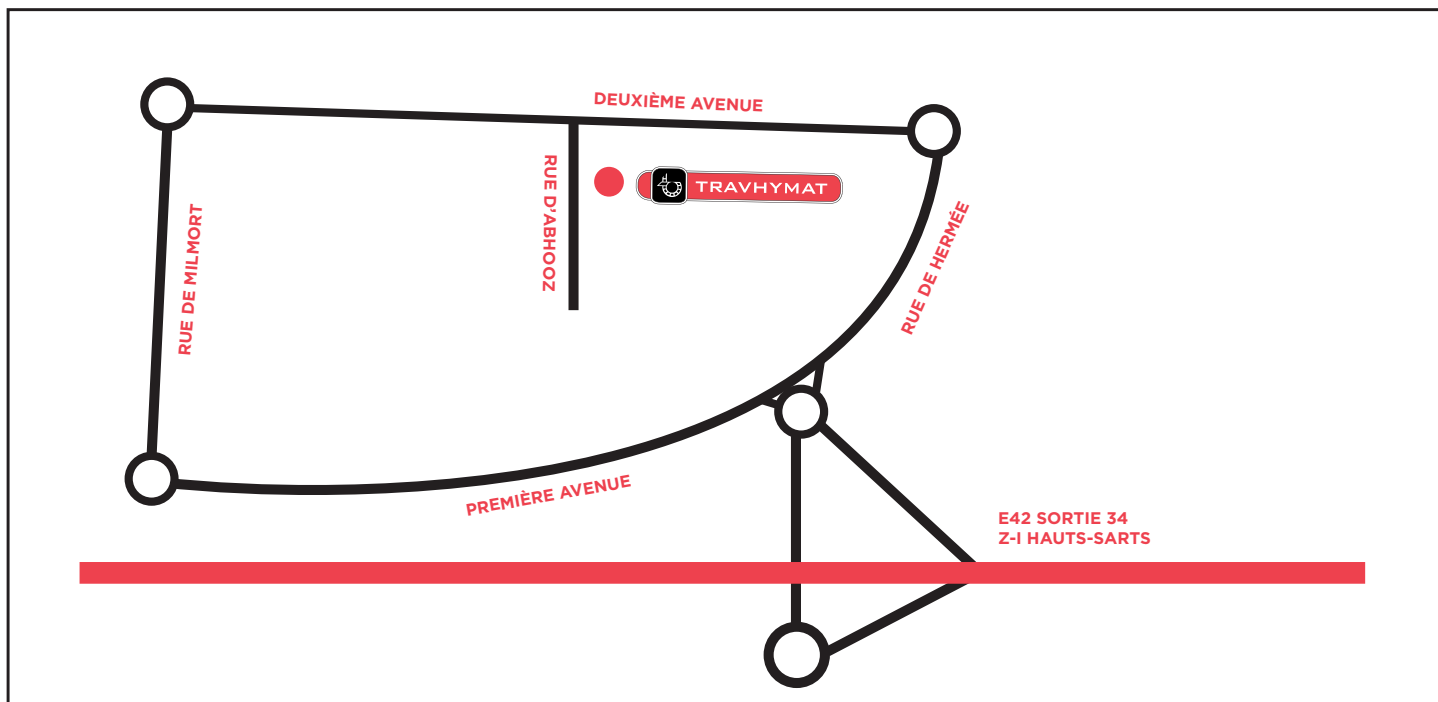 DEUXIÈME AVENUE
RUE D'ABHOOZ
TRAVHYMAT
RUE DE MILMORT
RUE DE HERMÉE
PREMIÈRE AVENUE
E42 SORTIE 34
Z-I HAUTS-SARTS